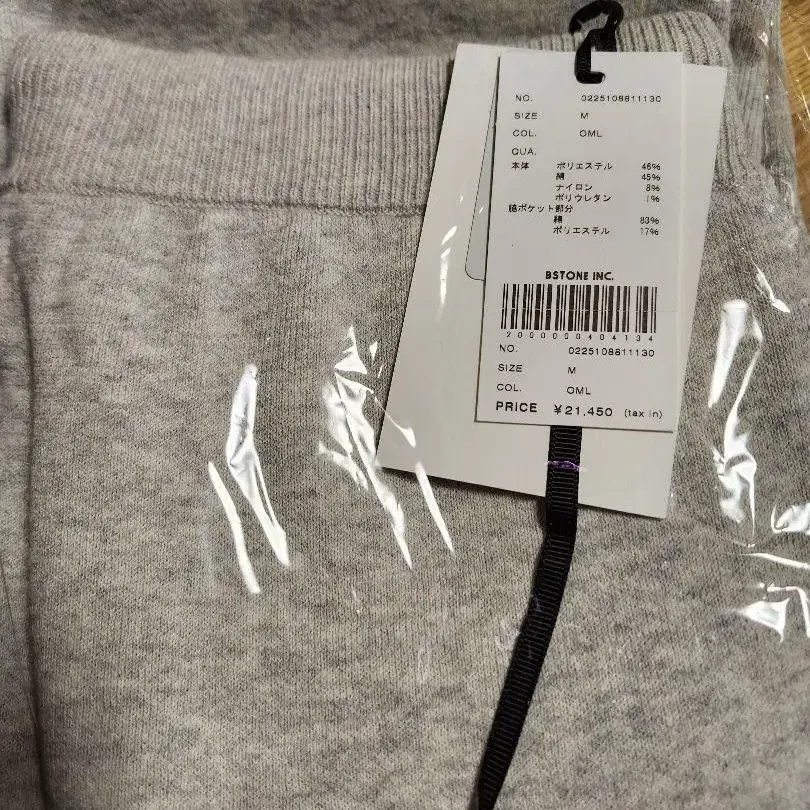 NO. 0225108811130
SIZE M
COL. OML
QUA.
本体 ポリエステル 46%
綿 45%
ナイロン 8%
ポリウレタン 1%
脇ポケット部分
綿 83%
ポリエステル 17%
BSTONE INC.
2000000404134
NO. 0225108811130
SIZE M
COL. OML
PRICE ¥21,450 (tax in)